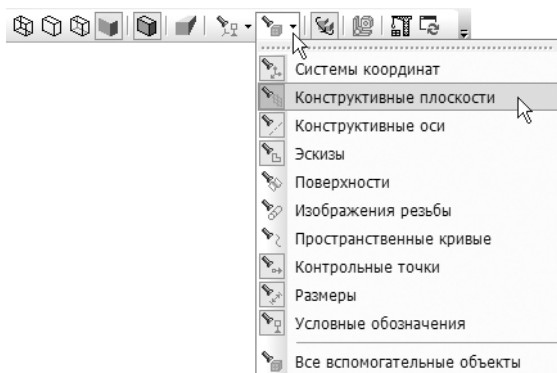 Системы координат
Конструктивные плоскости
Конструктивные оси
Эскизы
Поверхности
Изображения резьбы
Пространственные кривые
Контрольные точки
Размеры
Условные обозначения
Все вспомогательные объекты